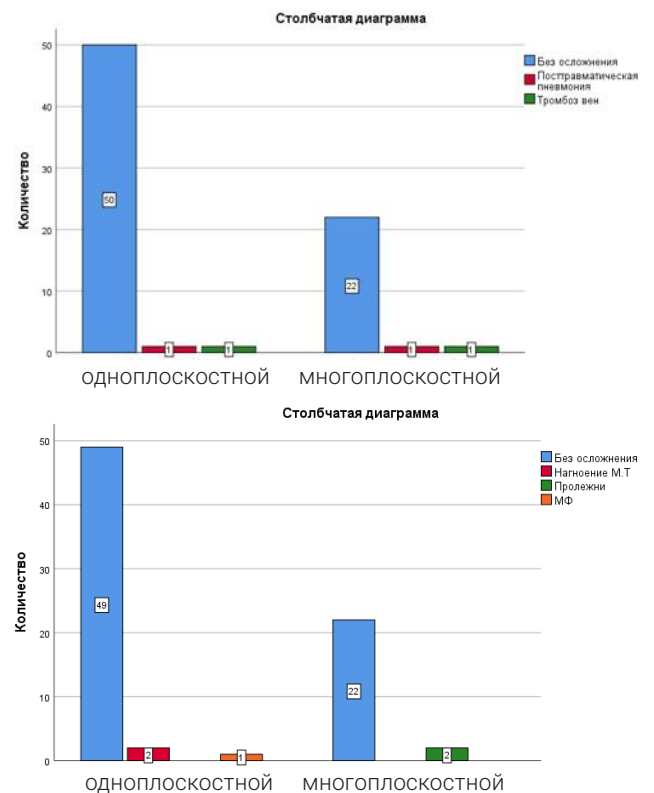 Столбчатая диаграмма
50
40
30
20
10
0
Количество
50
1
1
22
1
1
Без осложнения
Посттравматическая
пневмония
Тромбоз вен
одноплоскостной
многоплоскостной
Столбчатая диаграмма
50
40
30
20
10
0
Количество
49
2
1
22
2
Без осложнения
Нагноение М.Т
Пролежни
МФ
одноплоскостной
многоплоскостной